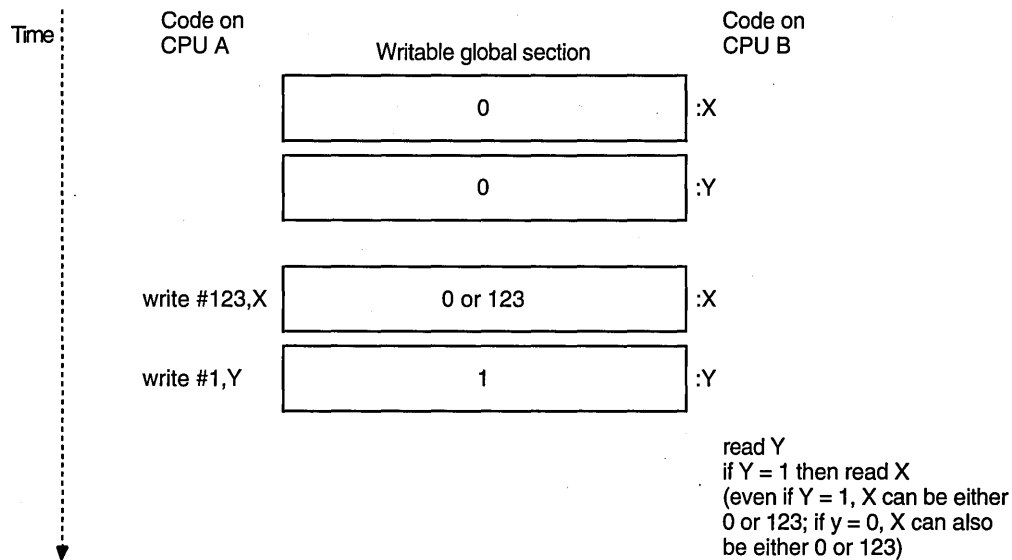 Time
Code on
CPU A
Writable global section
Code on
CPU B
0
:X
0
:Y
write #123,X
0 or 123
:X
write #1,Y
1
:Y
read Y
if Y = 1 then read X
(even if Y = 1, X can be either
0 or 123; if y = 0, X can also
be either 0 or 123)